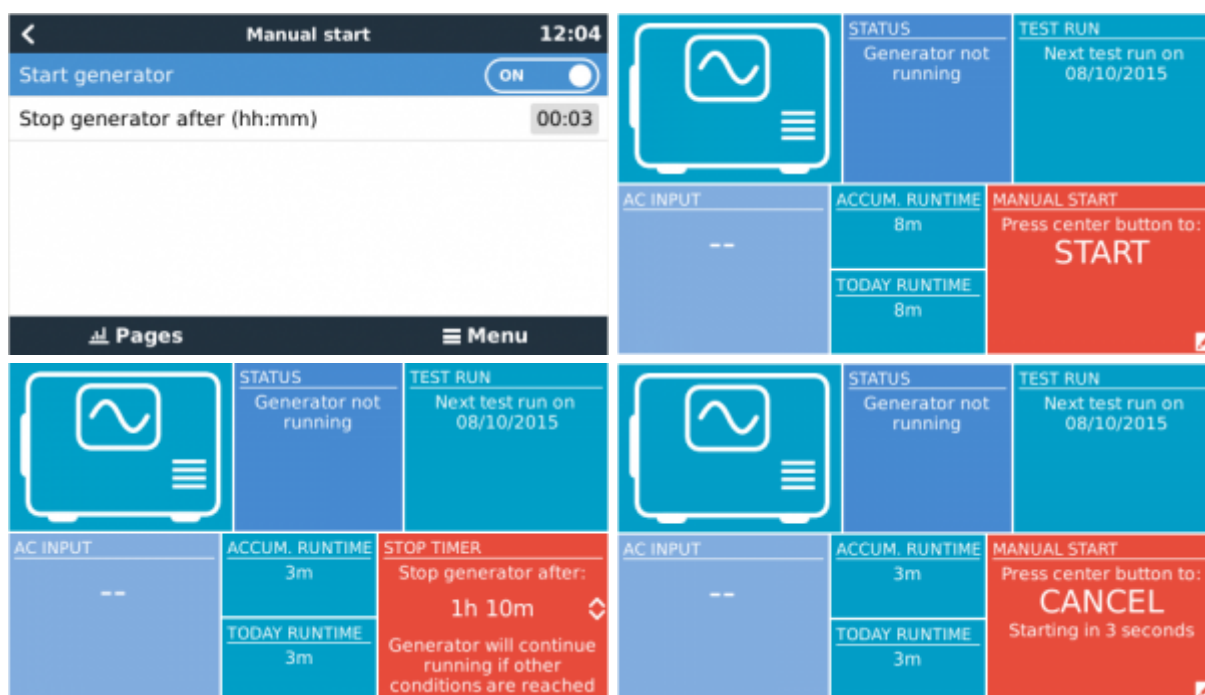 Manual start 12:04
Start generator ON
Stop generator after (hh:mm) 00:03
Pages Menu
STATUS
Generator not
running
TEST RUN
Next test run on
08/10/2015
AC INPUT
--
ACCUM. RUNTIME
8m
TODAY RUNTIME
8m
MANUAL START
Press center button to:
START
STATUS
Generator not
running
TEST RUN
Next test run on
08/10/2015
AC INPUT
--
ACCUM. RUNTIME
3m
TODAY RUNTIME
3m
STOP TIMER
Stop generator after:
1h 10m
Generator will continue
running if other
conditions are reached
STATUS
Generator not
running
TEST RUN
Next test run on
08/10/2015
AC INPUT
--
ACCUM. RUNTIME
3m
TODAY RUNTIME
3m
MANUAL START
Press center button to:
CANCEL
Starting in 3 seconds